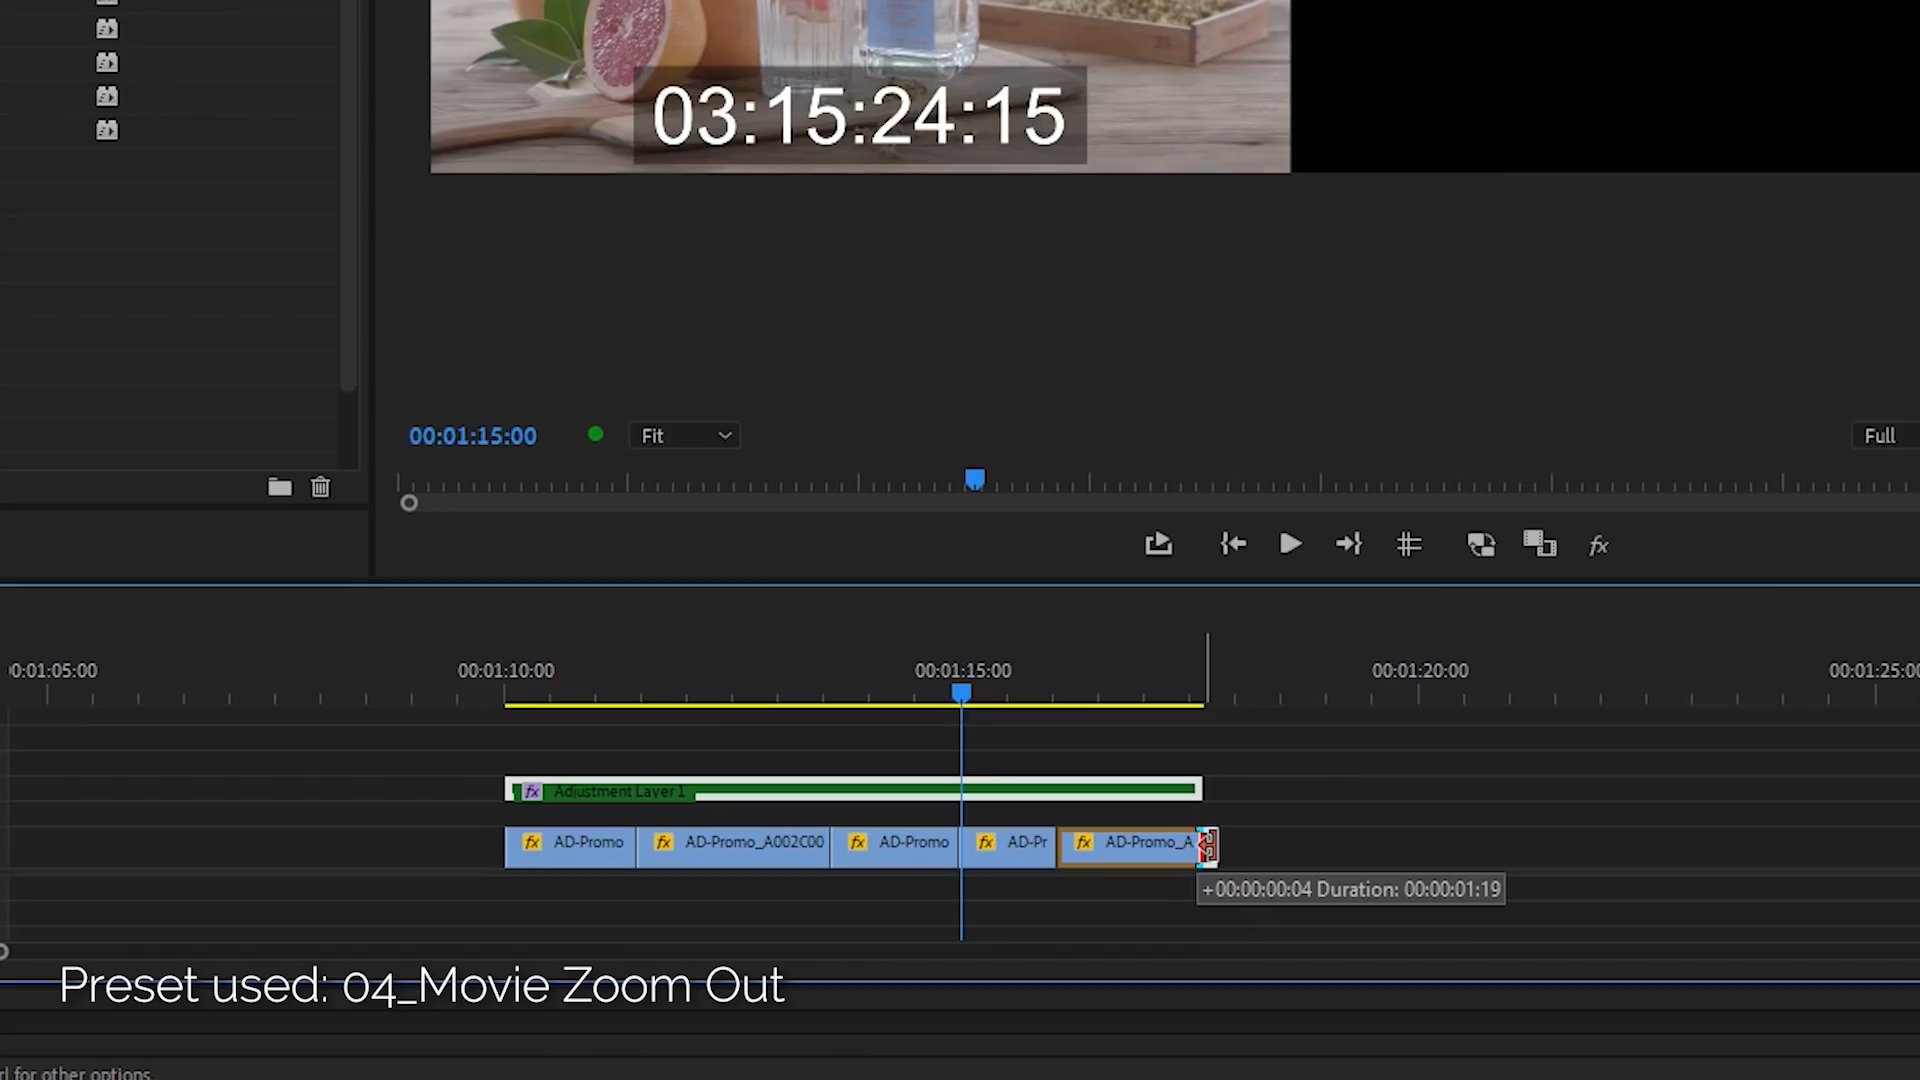 03:15:24:15
00:01:15:00
Fit
Full
0:01:05:00
00:01:10:00
00:01:15:00
00:01:20:00
00:01:25:00
fx Adjustment Layer 1
fx AD-Promo
fx AD-Promo_A002C00
fx AD-Promo
fx AD-Pr
fx AD-Promo_A
+00:00:00:04 Duration: 00:00:01:19
Preset used: 04_Movie Zoom Out
rl for other options